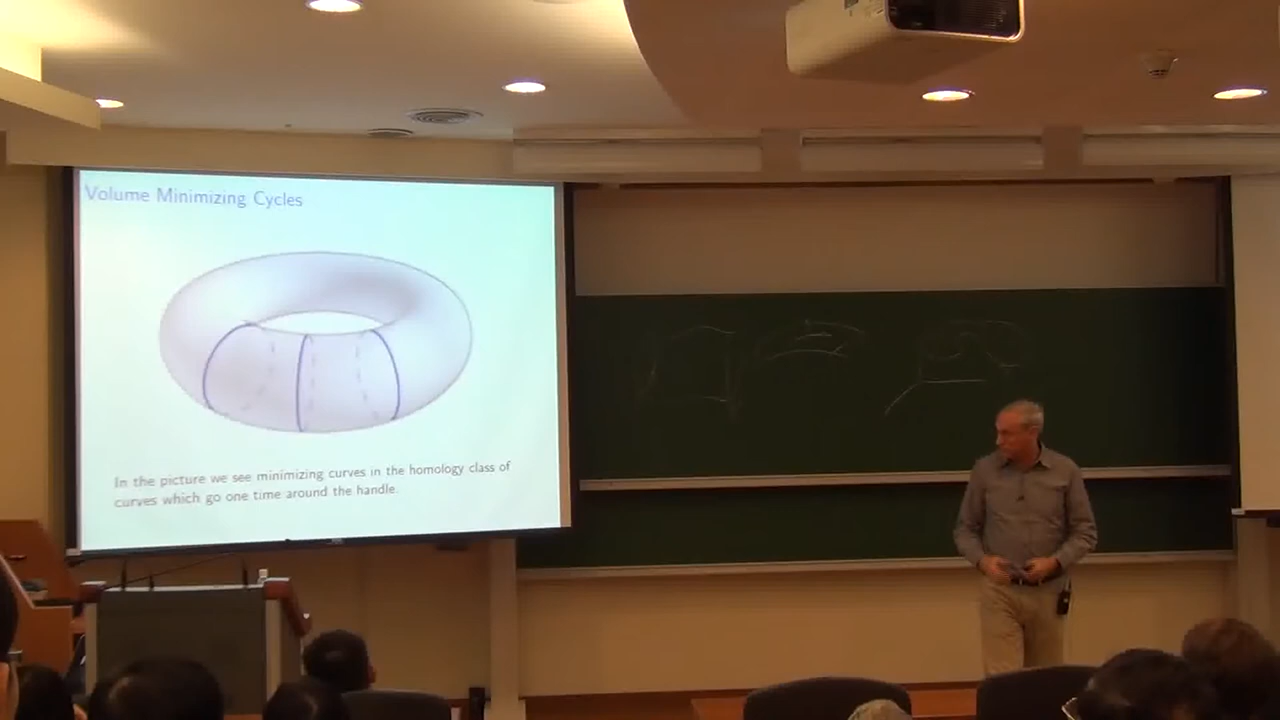 Volume Minimizing Cycles
In the picture we see minimizing curves in the homology class of
curves which go one time around the handle.